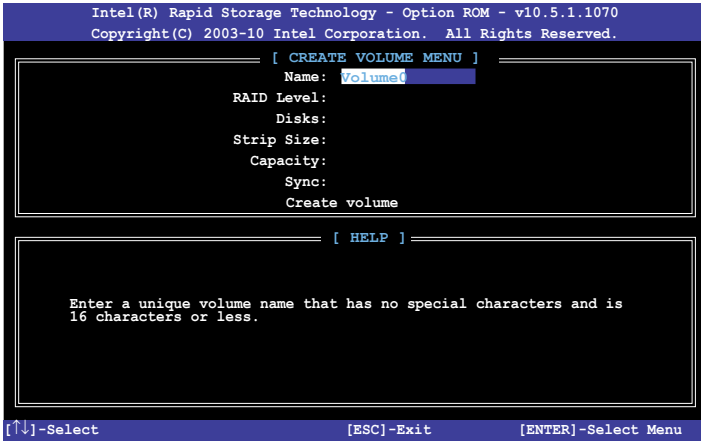 Intel(R) Rapid Storage Technology - Option ROM - v10.5.1.1070
Copyright(C) 2003-10 Intel Corporation. All Rights Reserved.
[ CREATE VOLUME MENU ]
Name: Volume0
RAID Level:
Disks:
Strip Size:
Capacity:
Sync:
Create volume
[ HELP ]
Enter a unique volume name that has no special characters and is
16 characters or less.
[↑↓]-Select [ESC]-Exit [ENTER]-Select Menu